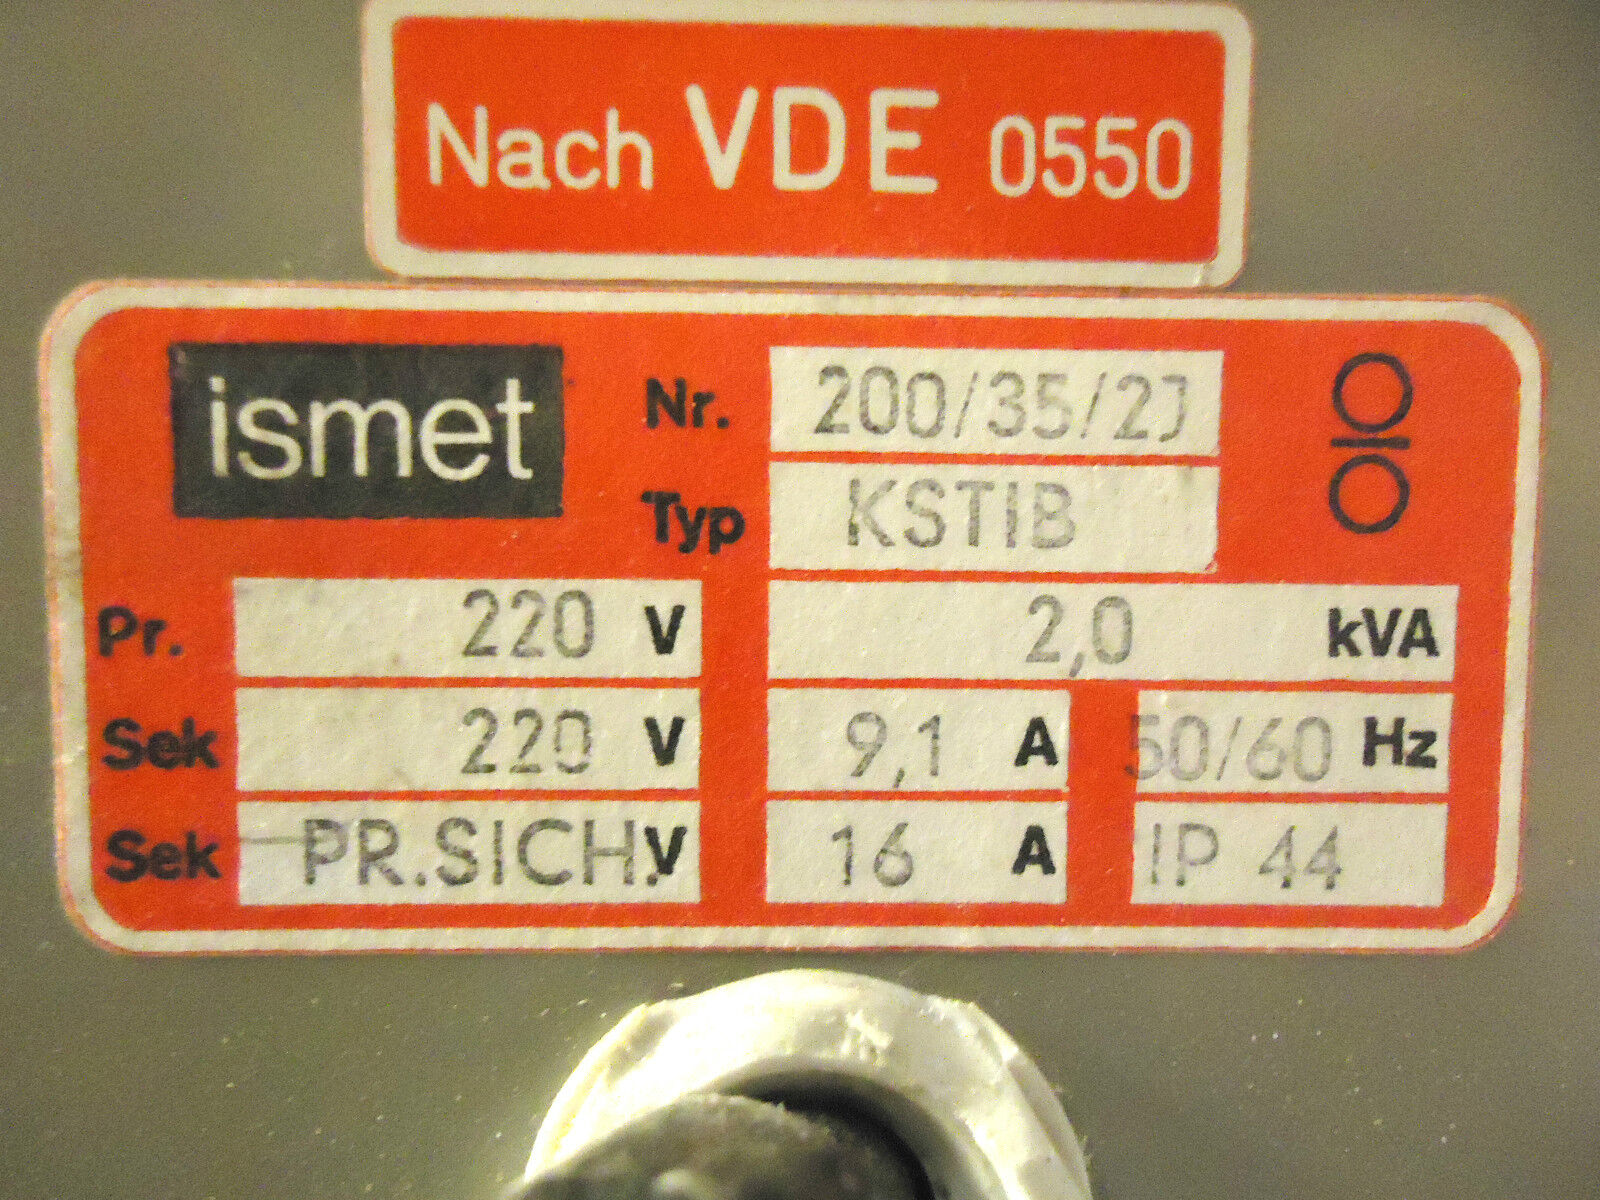 Nach VDE 0550
ismet Nr. 200/35/2J
Typ KSTIB
Pr. 220 V 2,0 kVA
Sek 220 V 9,1 A 50/60 Hz
Sek PR.SICH. V 16 A IP 44